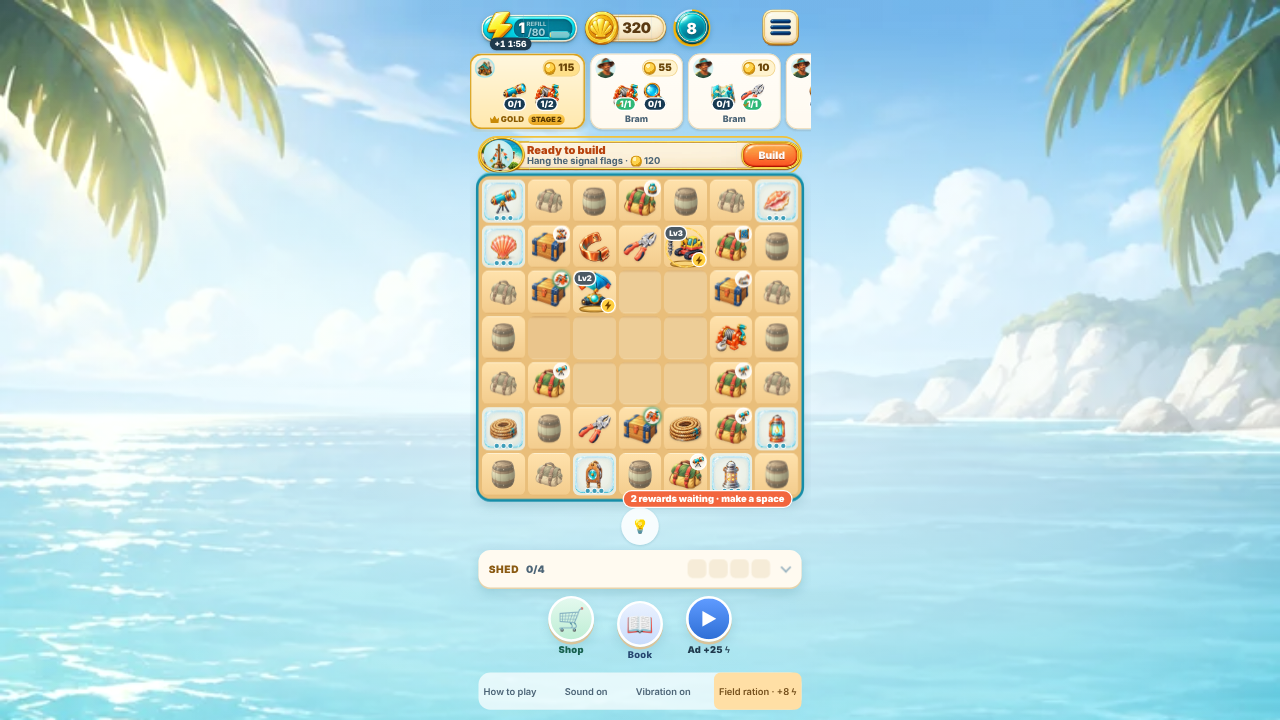 1 REFILL /80
+1 1:56
320
8
115
0/1 1/2
GOLD STAGE 2
55
1/1 0/1
Bram
10
0/1 1/1
Bram
Ready to build
Hang the signal flags · 120
Build
Lv3
Lv2
2 rewards waiting · make a space
SHED 0/4
Shop
Book
Ad +25 ϟ
How to play
Sound on
Vibration on
Field ration · +8 ϟ